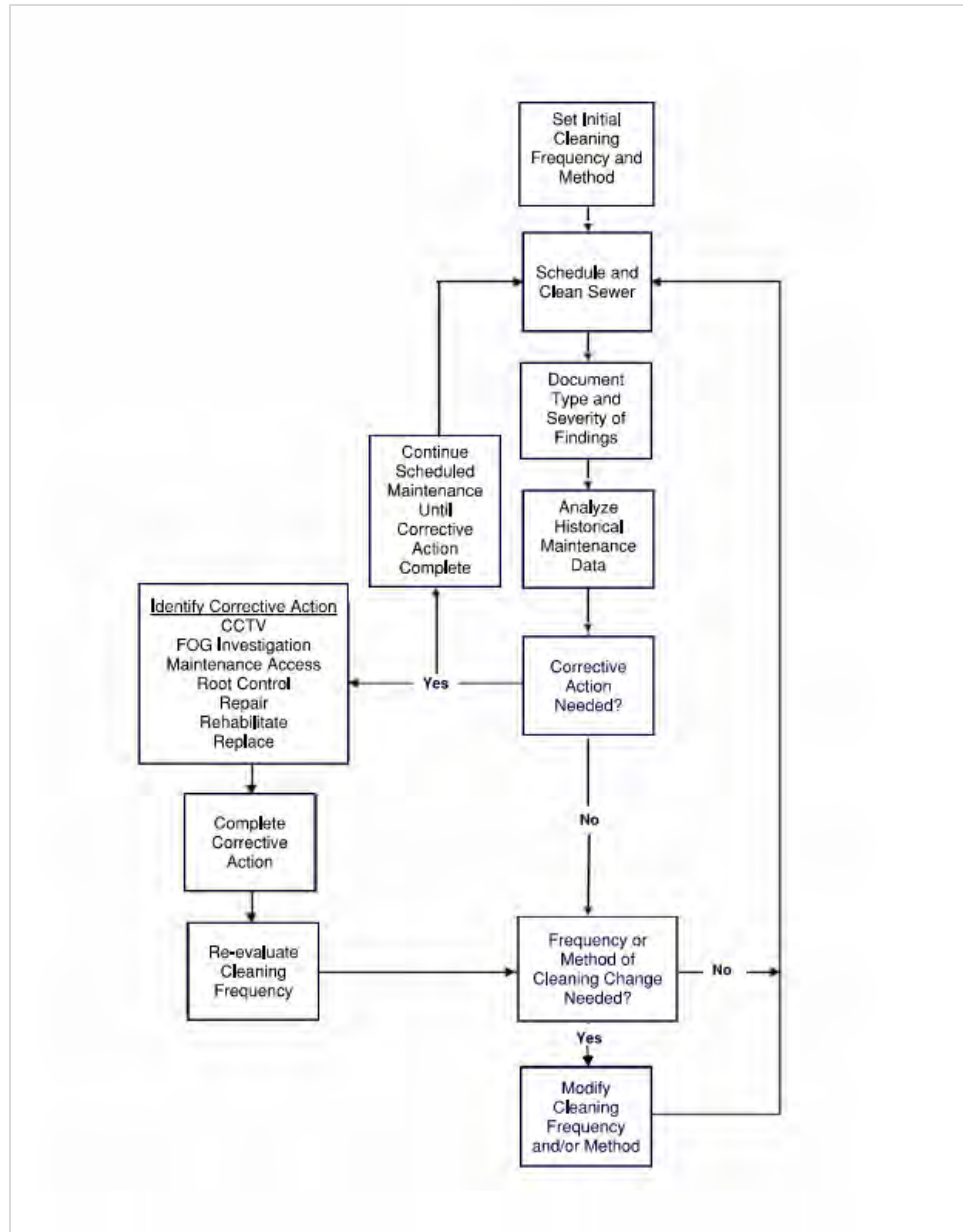 Set Initial
Cleaning
Frequency and
Method
Schedule and
Clean Sewer
Document
Type and
Severity of
Findings
Continue
Scheduled
Maintenance
Until
Corrective
Action
Complete
Analyze
Historical
Maintenance
Data
Identify Corrective Action
CCTV
FOG Investigation
Maintenance Access
Root Control
Repair
Rehabilitate
Replace
Yes
Corrective
Action
Needed?
No
Complete
Corrective
Action
Re-evaluate
Cleaning
Frequency
Frequency or
Method of
Cleaning Change
Needed?
No
Yes
Modify
Cleaning
Frequency
and/or Method